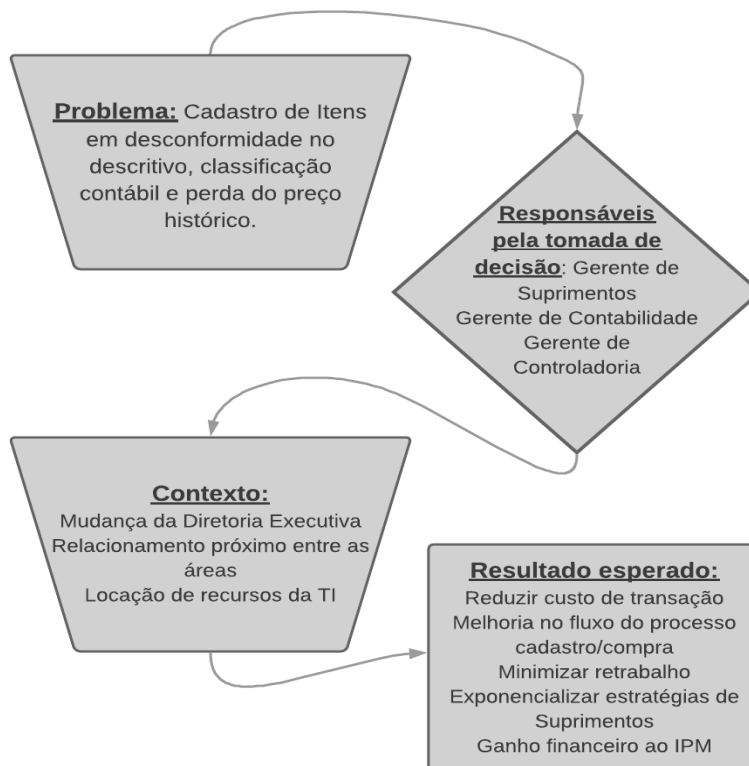 Problema: Cadastro de Itens
em desconformidade no
descritivo, classificação
contábil e perda do preço
histórico.
Responsáveis
pela tomada de
decisão: Gerente de
Suprimentos
Gerente de Contabilidade
Gerente de
Controladoria
Contexto:
Mudança da Diretoria Executiva
Relacionamento próximo entre as
áreas
Locação de recursos da TI
Resultado esperado:
Reduzir custo de transação
Melhoria no fluxo do processo
cadastro/compra
Minimizar retrabalho
Exponencializar estratégias de
Suprimentos
Ganho financeiro ao IPM